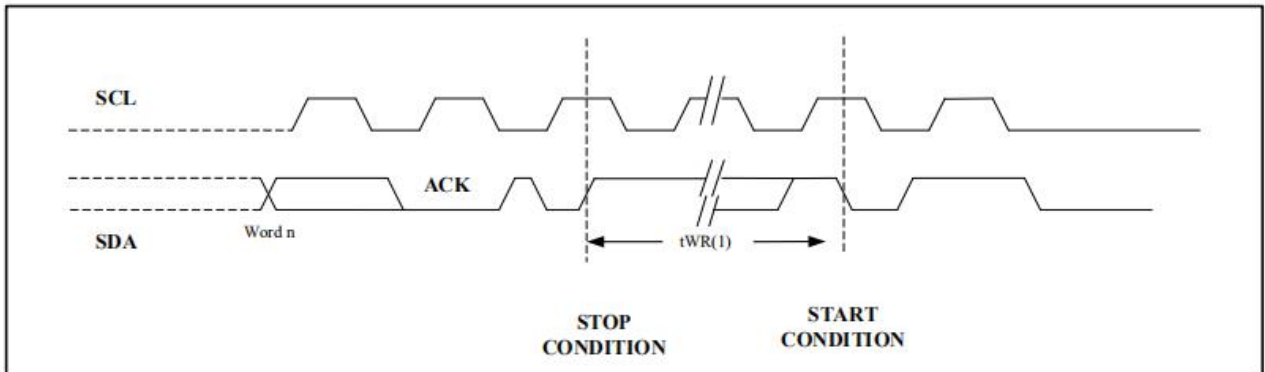 SCL
ACK
Word n
SDA
tWR(1)
STOP
CONDITION
START
CONDITION